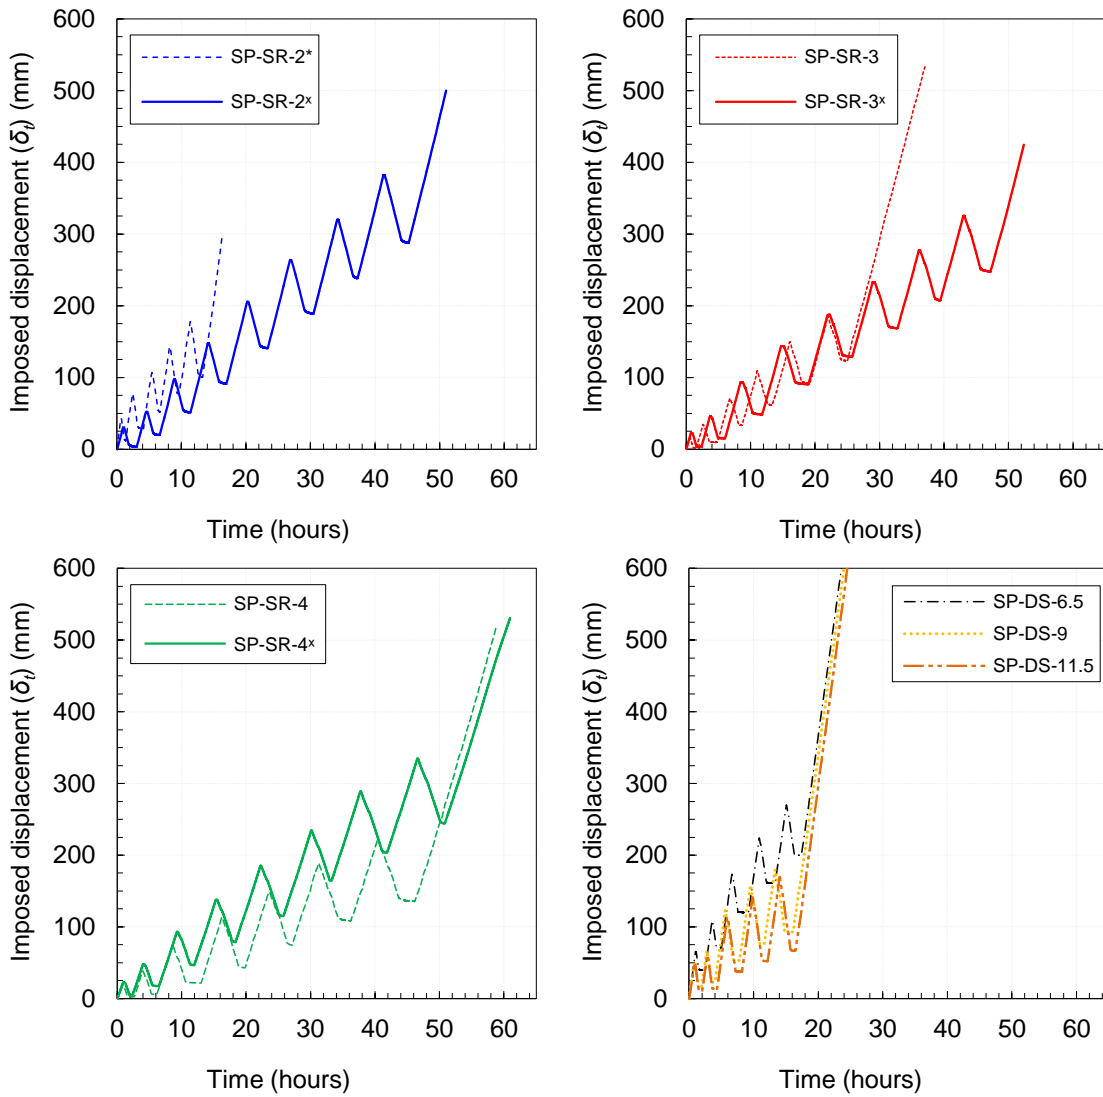 600
500
400
300
200
100
0
Imposed displacement (δt) (mm)
SP-SR-2*
SP-SR-2ˣ
0 10 20 30 40 50 60
Time (hours)
600
500
400
300
200
100
0
Imposed displacement (δt) (mm)
SP-SR-3
SP-SR-3ˣ
0 10 20 30 40 50 60
Time (hours)
600
500
400
300
200
100
0
Imposed displacement (δt) (mm)
SP-SR-4
SP-SR-4ˣ
0 10 20 30 40 50 60
Time (hours)
600
500
400
300
200
100
0
Imposed displacement (δt) (mm)
SP-DS-6.5
SP-DS-9
SP-DS-11.5
0 10 20 30 40 50 60
Time (hours)